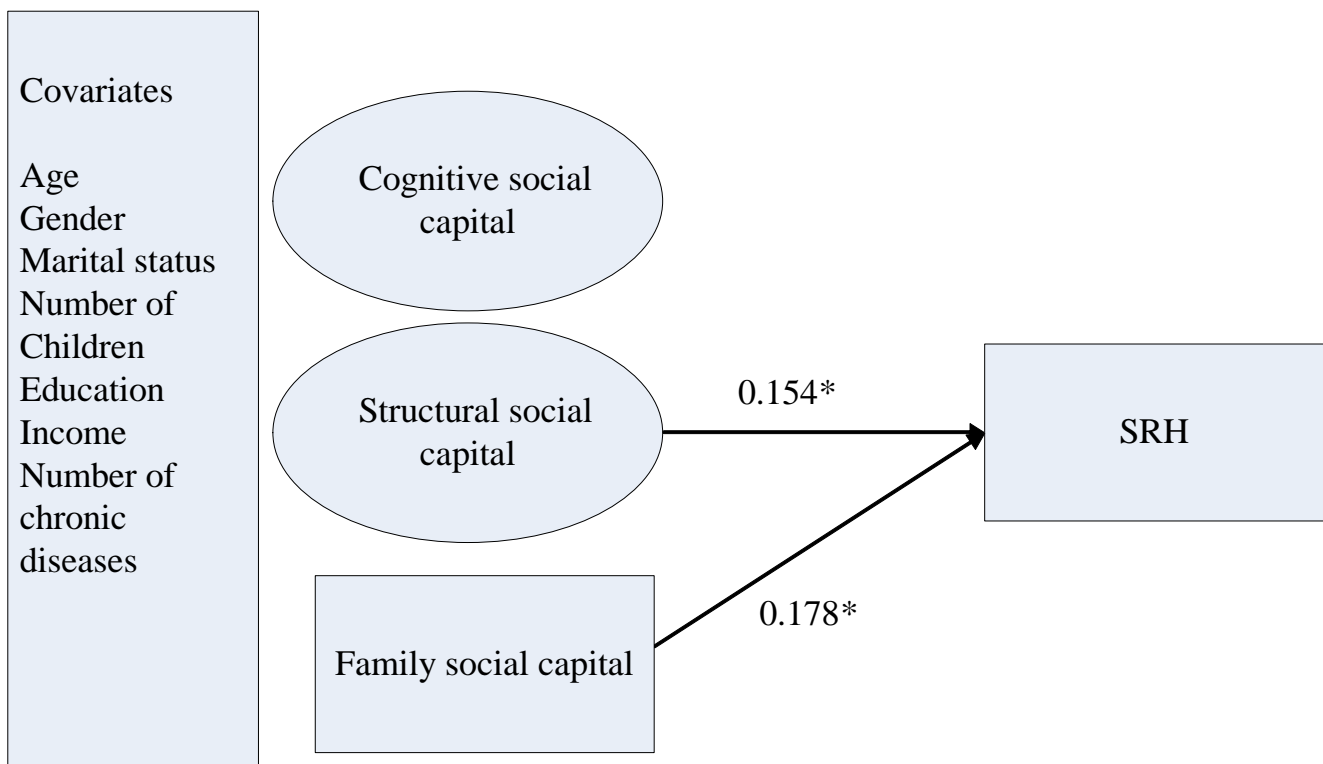 Covariates
Age
Gender
Marital status
Number of
Children
Education
Income
Number of
chronic
diseases
Cognitive social
capital
Structural social
capital
Family social capital
0.154*
0.178*
SRH